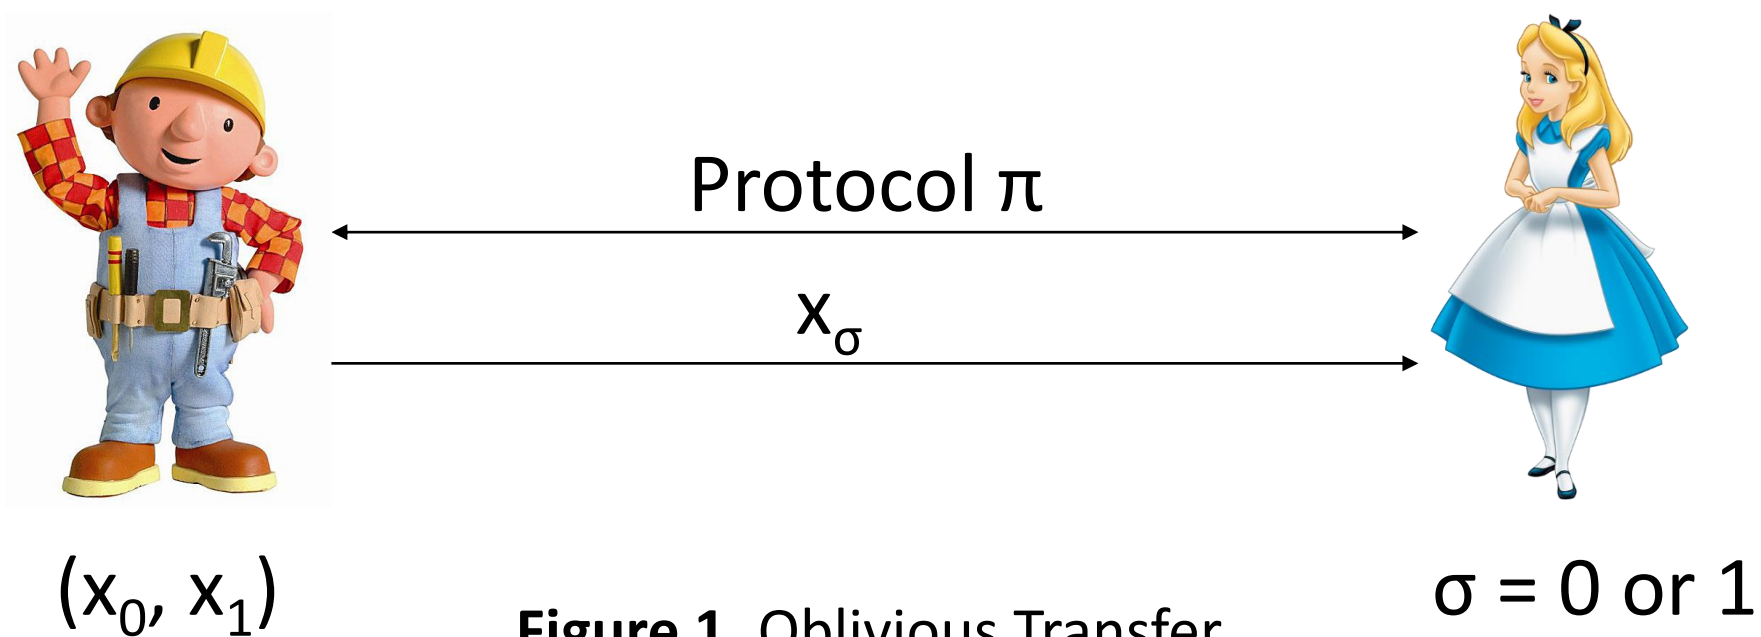 Protocol π
xσ
(x0, x1)
σ = 0 or 1
Figure 1. Oblivious Transfer